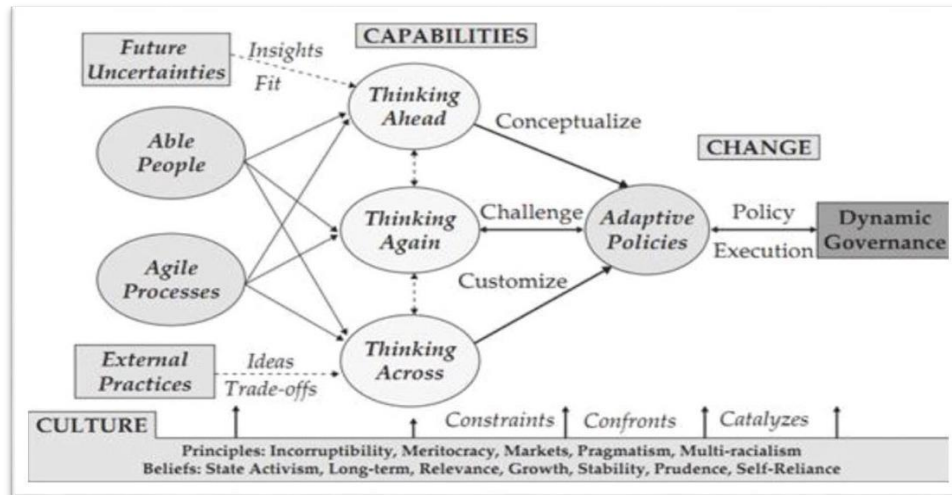 CAPABILITIES
Future
Uncertainties
Insights
Fit
Thinking
Ahead
Conceptualize
Able
People
CHANGE
Thinking
Again
Challenge
Adaptive
Policies
Policy
Execution
Dynamic
Governance
Agile
Processes
Customize
External
Practices
Ideas
Trade-offs
Thinking
Across
CULTURE
Constraints
Confronts
Catalyzes
Principles: Incorruptibility, Meritocracy, Markets, Pragmatism, Multi-racialism
Beliefs: State Activism, Long-term, Relevance, Growth, Stability, Prudence, Self-Reliance